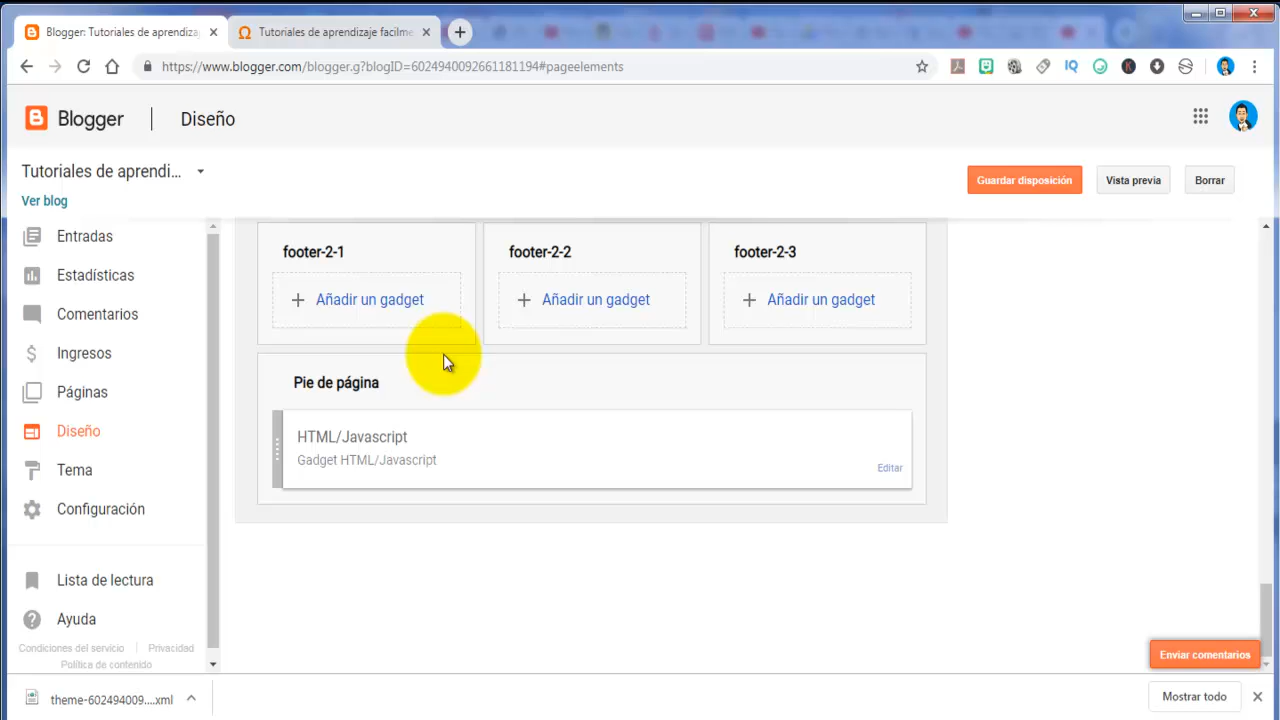 Blogger: Tutoriales de aprendiza
Tutoriales de aprendizaje facilme
https://www.blogger.com/blogger.g?blogID=6024940092661181194#pageelements
Blogger
Diseño
Tutoriales de aprendi...
Guardar disposición
Vista previa
Borrar
Ver blog
Entradas
Estadísticas
Comentarios
Ingresos
Páginas
Diseño
Tema
Configuración
Lista de lectura
Ayuda
Condiciones del servicio
Privacidad
Política de contenido
footer-2-1
footer-2-2
footer-2-3
+ Añadir un gadget
+ Añadir un gadget
+ Añadir un gadget
Pie de página
HTML/Javascript
Gadget HTML/Javascript
Editar
Enviar comentarios
theme-602494009....xml
Mostrar todo